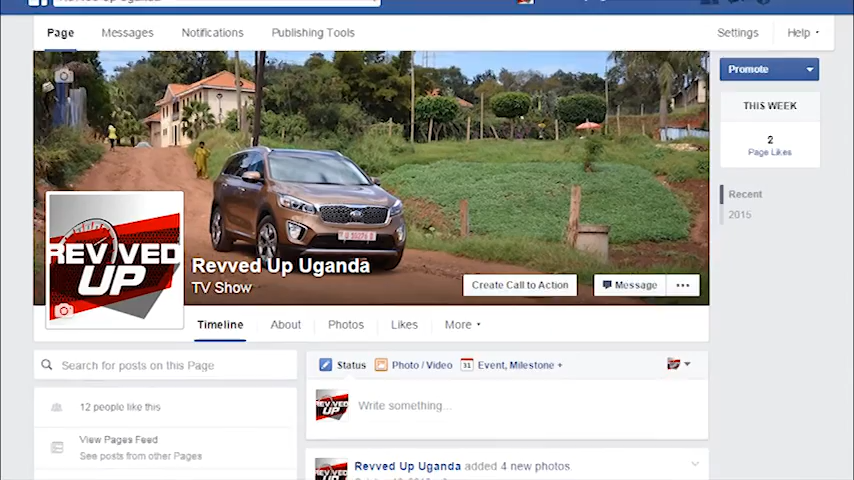 Page
Messages
Notifications
Publishing Tools
Settings
Help
Promote
THIS WEEK
2
Page Likes
Recent
2015
REVVED
UP
Revved Up Uganda
TV Show
Create Call to Action
Message
Timeline
About
Photos
Likes
More
Search for posts on this Page
Status
Photo / Video
31
Event, Milestone +
12 people like this
Write something...
View Pages Feed
See posts from other Pages
Revved Up Uganda added 4 new photos.